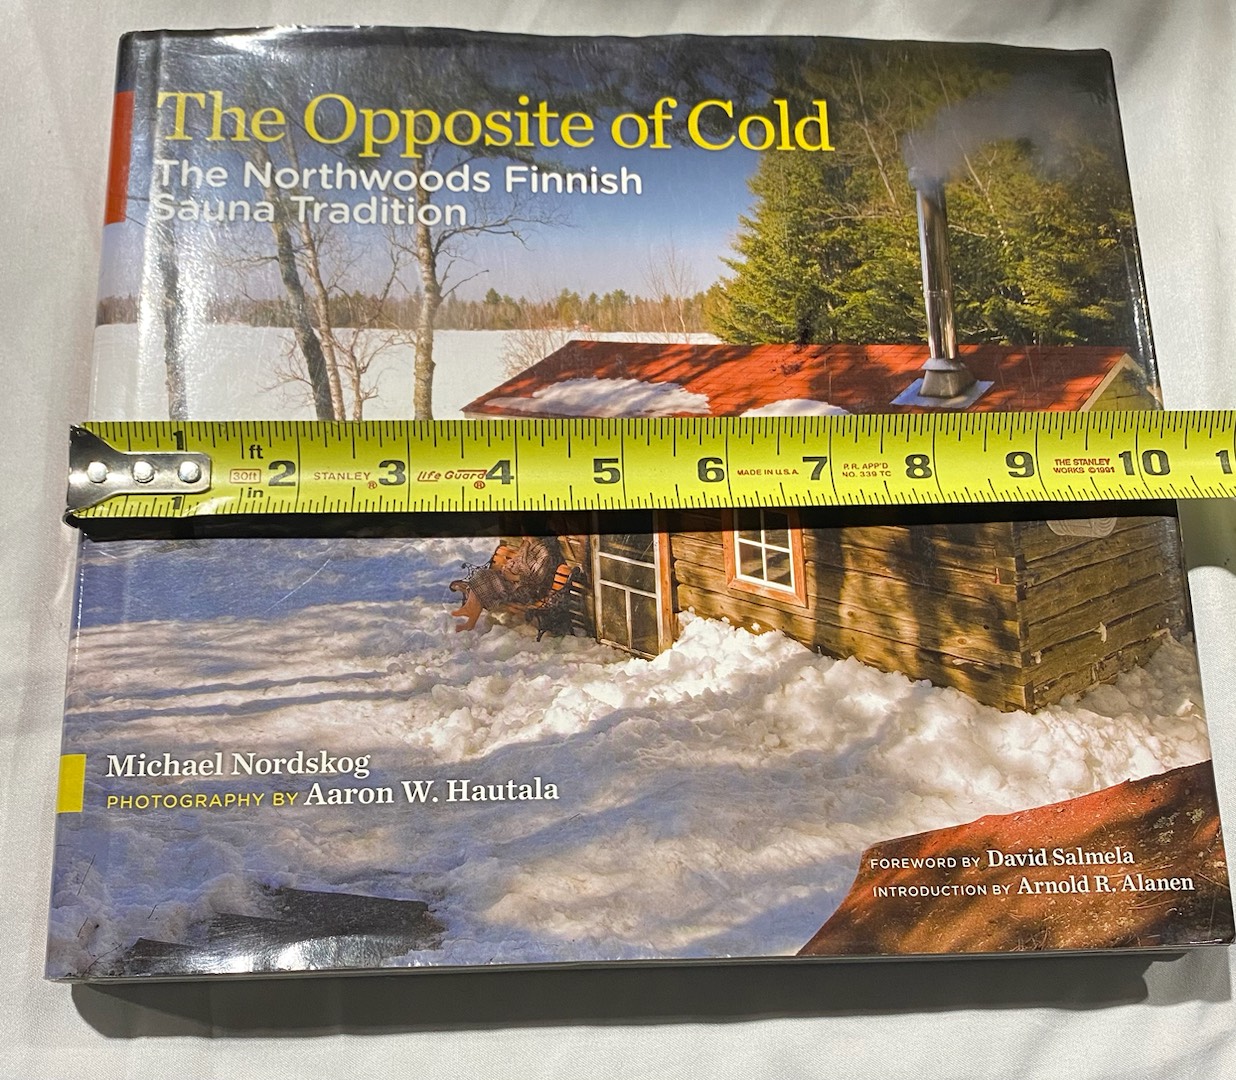 The Opposite of Cold
The Northwoods Finnish
Sauna Tradition
1 ft 30ft 2 STANLEY® 3 life Guard® 4 5 6 MADE IN U.S.A. 7 P.R. APP'D 8 9 THE STANLEY 10 1
1 in NO. 339 TC WORKS ©1991
Michael Nordskog
PHOTOGRAPHY BY Aaron W. Hautala
FOREWORD BY David Salmela
INTRODUCTION BY Arnold R. Alanen